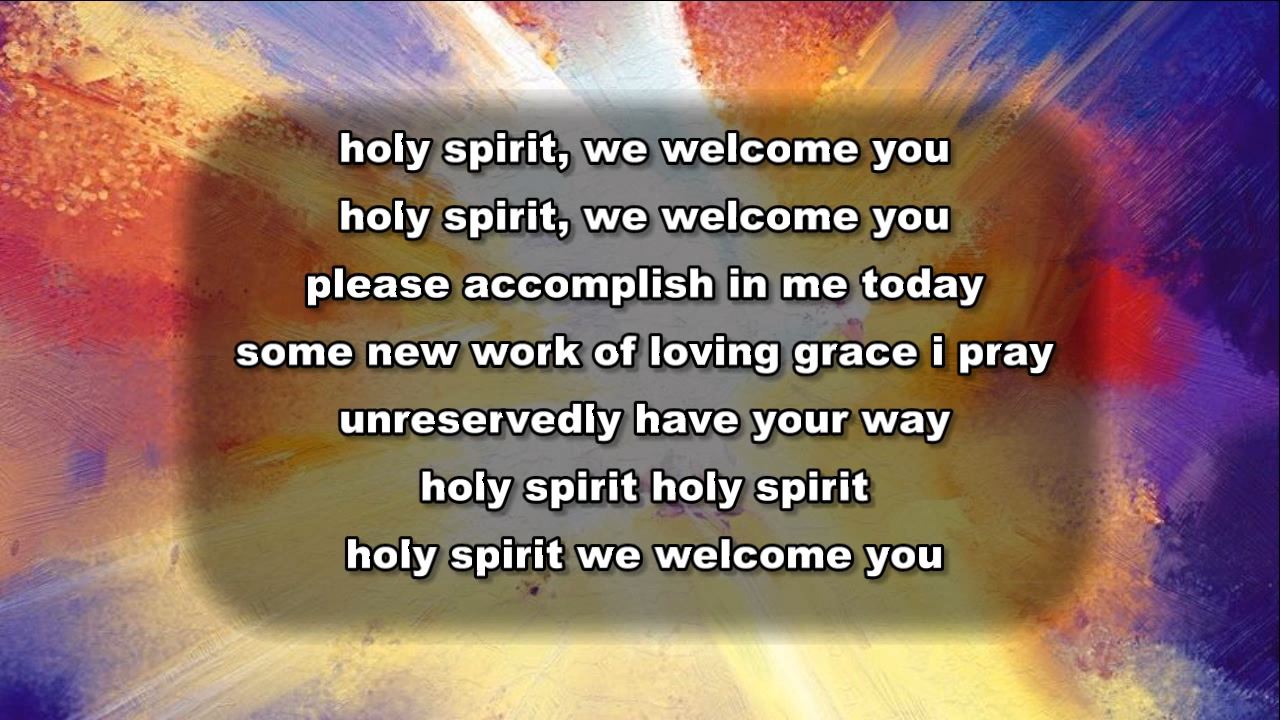 holy spirit, we welcome you
holy spirit, we welcome you
please accomplish in me today
some new work of loving grace i pray
unreservedly have your way
holy spirit holy spirit
holy spirit we welcome you